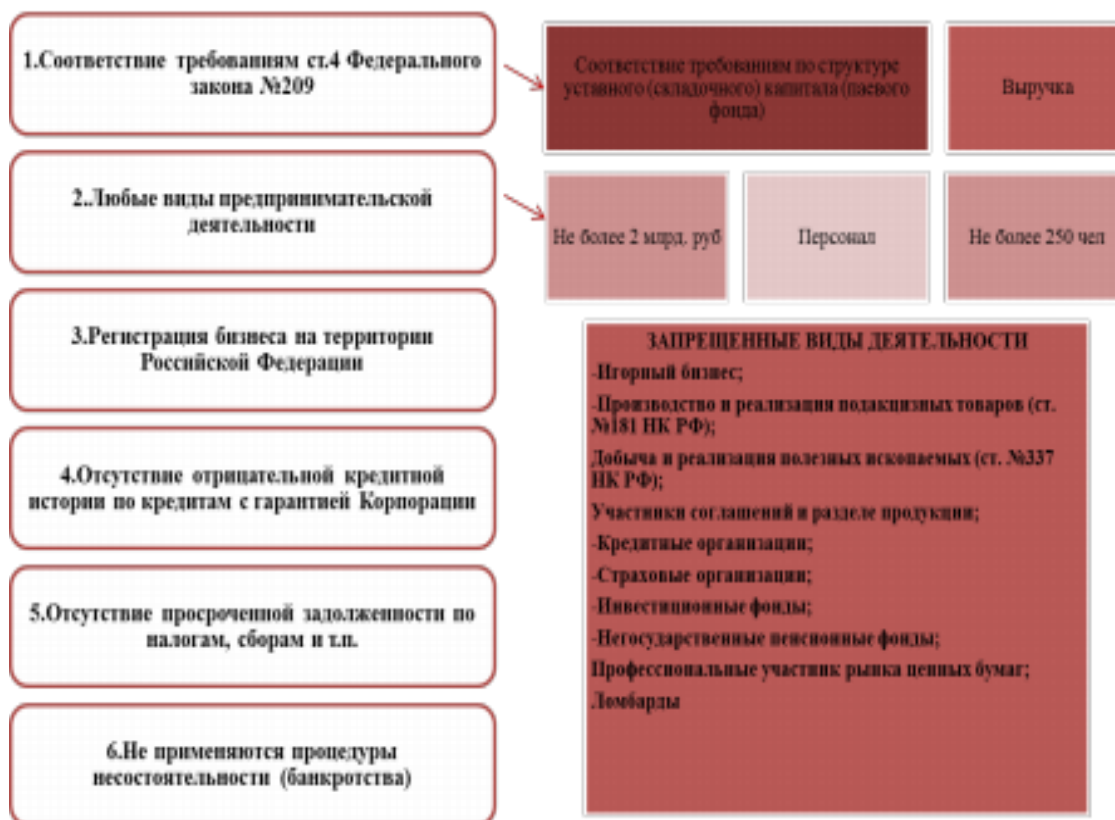 1.Соответствие требованиям ст.4 Федерального
закона №209
2.Любые виды предпринимательской
деятельности
3.Регистрация бизнеса на территории
Российской Федерации
4.Отсутствие отрицательной кредитной
истории по кредитам с гарантией Корпорации
5.Отсутствие просроченной задолженности по
налогам, сборам и т.п.
6.Не применяются процедуры
несостоятельности (банкротства)
Соответствие требованиям по структуре
уставного (складочного) капитала (паевого
фонда)
Выручка
Не более 2 млрд. руб
Персонал
Не более 250 чел
ЗАПРЕЩЕННЫЕ ВИДЫ ДЕЯТЕЛЬНОСТИ
-Игорный бизнес;
-Производство и реализация подакцизных товаров (ст.
№181 НК РФ);
Добыча и реализация полезных ископаемых (ст. №337
НК РФ);
Участники соглашений и разделе продукции;
-Кредитные организации;
-Страховые организации;
-Инвестиционные фонды;
-Негосударственные пенсионные фонды;
Профессиональные участник рынка ценных бумаг;
Ломбарды